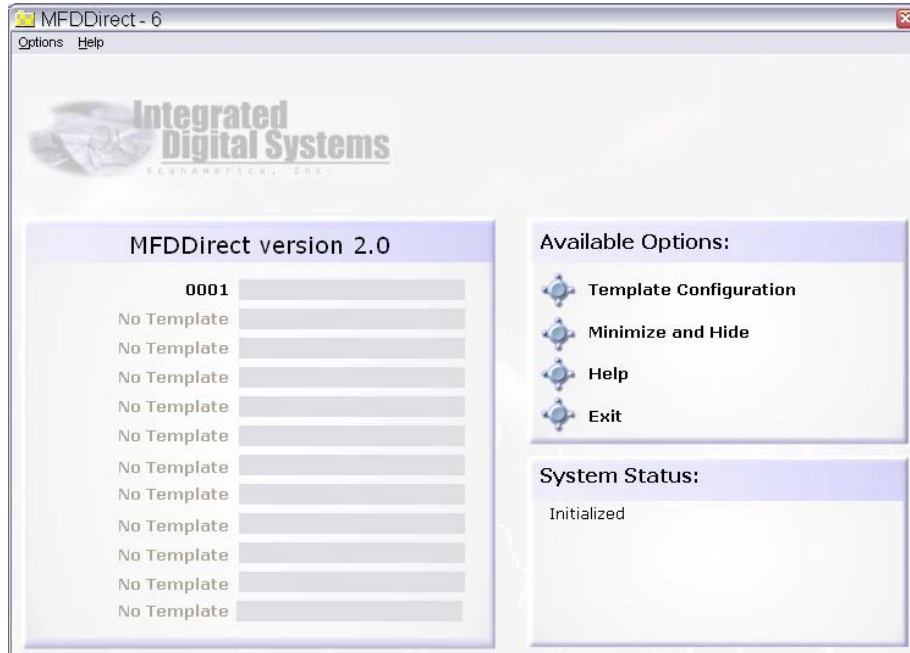 MFDDirect - 6
Options Help
Integrated
Digital Systems
ScanAmerica, Inc.
MFDDirect version 2.0
0001
No Template
No Template
No Template
No Template
No Template
No Template
No Template
No Template
No Template
No Template
No Template
Available Options:
Template Configuration
Minimize and Hide
Help
Exit
System Status:
Initialized